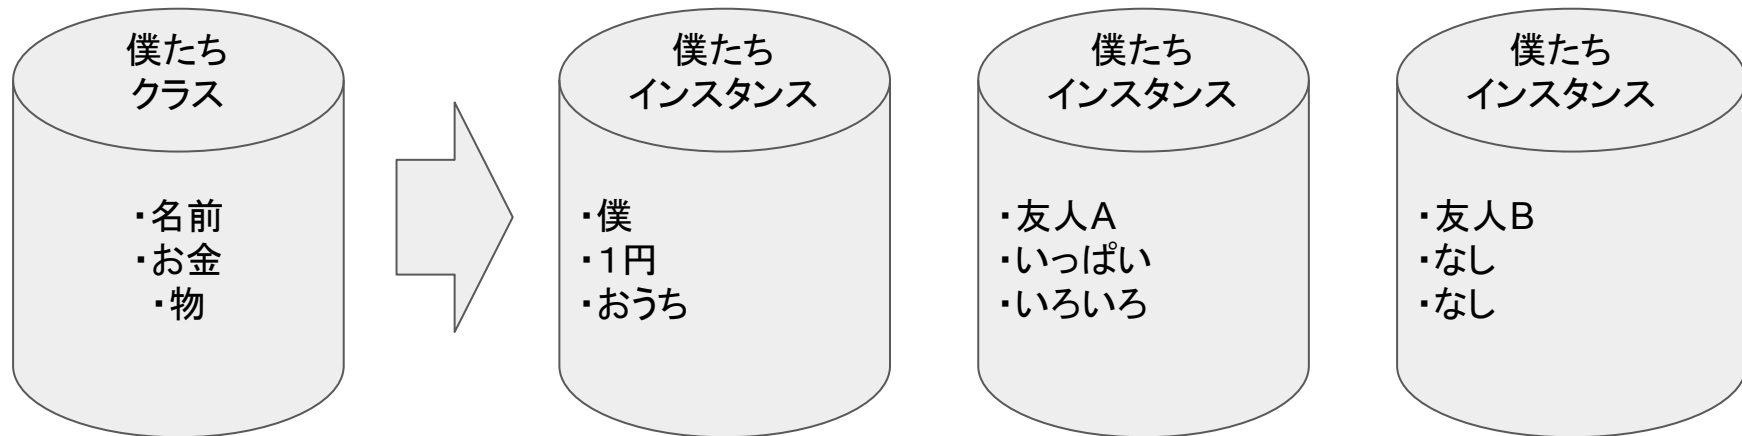 僕たち
クラス
・名前
・お金
・物
僕たち
インスタンス
・僕
・１円
・おうち
僕たち
インスタンス
・友人A
・いっぱい
・いろいろ
僕たち
インスタンス
・友人B
・なし
・なし